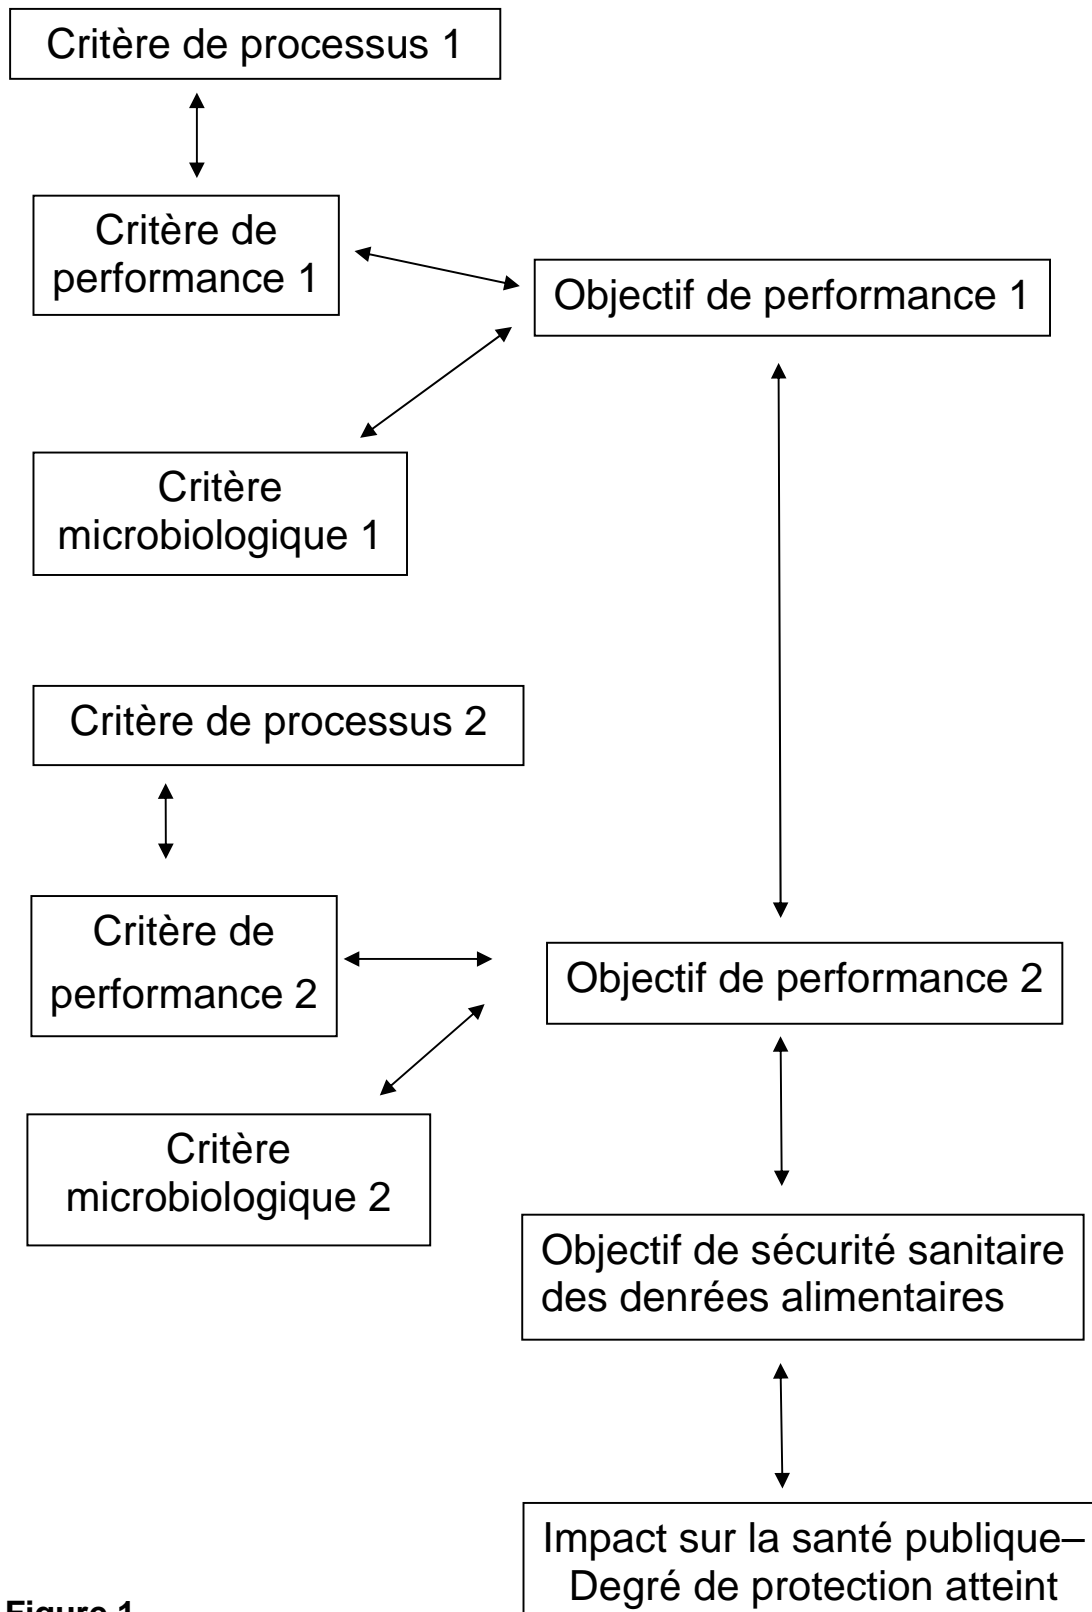 Critère de processus 1
Critère de
performance 1
Objectif de performance 1
Critère
microbiologique 1
Critère de processus 2
Critère de
performance 2
Objectif de performance 2
Critère
microbiologique 2
Objectif de sécurité sanitaire
des denrées alimentaires
Impact sur la santé publique–
Degré de protection atteint
Figure 1